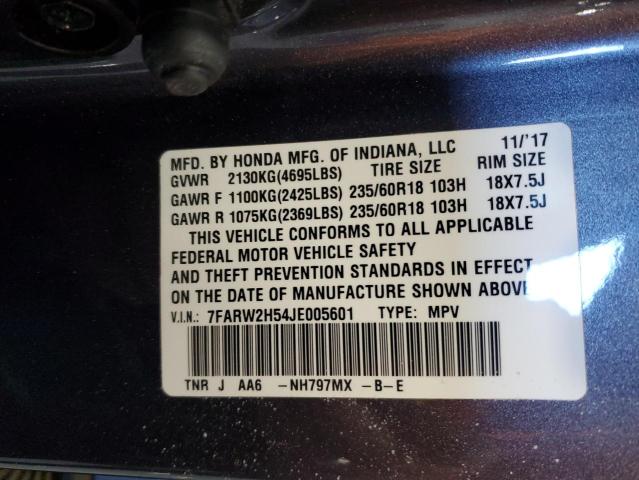 MFD. BY HONDA MFG. OF INDIANA, LLC 11/'17
GVWR 2130KG(4695LBS) TIRE SIZE RIM SIZE
GAWR F 1100KG(2425LBS) 235/60R18 103H 18X7.5J
GAWR R 1075KG(2369LBS) 235/60R18 103H 18X7.5J
THIS VEHICLE CONFORMS TO ALL APPLICABLE
FEDERAL MOTOR VEHICLE SAFETY
AND THEFT PREVENTION STANDARDS IN EFFECT
ON THE DATE OF MANUFACTURE SHOWN ABOVE
V.I.N.: 7FARW2H54JE005601 TYPE: MPV
TNR J AA6 -NH797MX -B-E